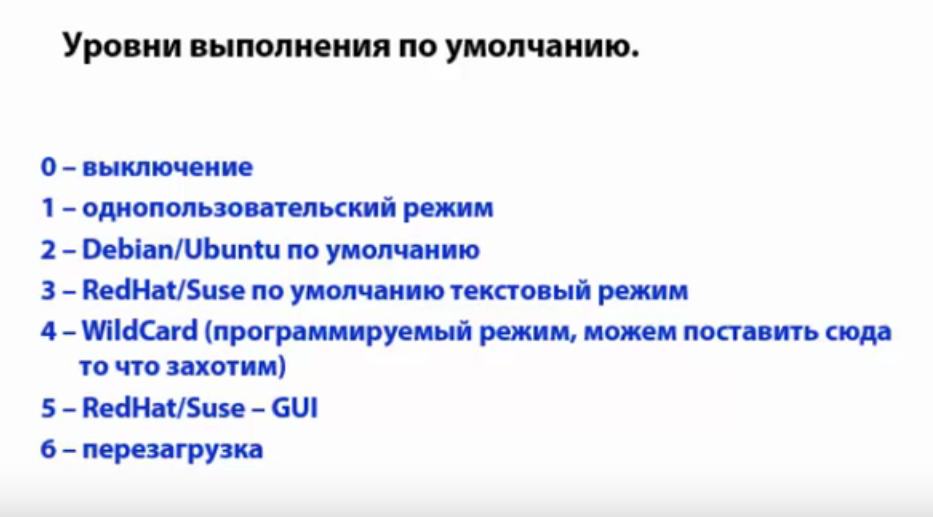 Уровни выполнения по умолчанию.
0 – выключение
1 – однопользовательский режим
2 – Debian/Ubuntu по умолчанию
3 – RedHat/Suse по умолчанию текстовый режим
4 – WildCard (программируемый режим, можем поставить сюда
то что захотим)
5 – RedHat/Suse – GUI
6 – перезагрузка